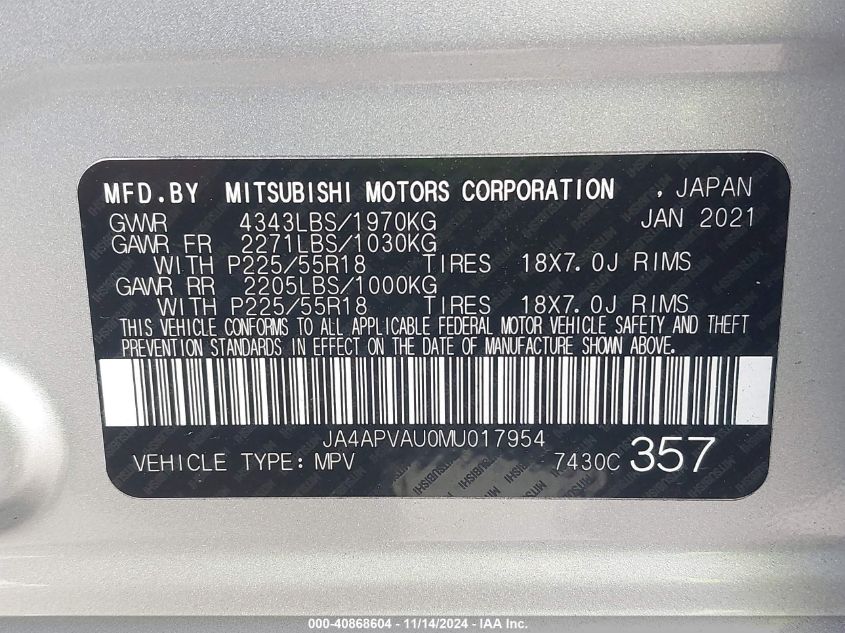 MFD.BY MITSUBISHI MOTORS CORPORATION , JAPAN
GVWR 4343LBS/1970KG JAN 2021
GAWR FR 2271LBS/1030KG
WITH P225/55R18 TIRES 18X7.0J RIMS
GAWR RR 2205LBS/1000KG
WITH P225/55R18 TIRES 18X7.0J RIMS
THIS VEHICLE CONFORMS TO ALL APPLICABLE FEDERAL MOTOR VEHICLE SAFETY AND THEFT
PREVENTION STANDARDS IN EFFECT ON THE DATE OF MANUFACTURE SHOWN ABOVE.
JA4APVAU0MU017954
VEHICLE TYPE: MPV 7430C 357
MITSUBISHI
000-40868604 - 11/14/2024 - IAA Inc.